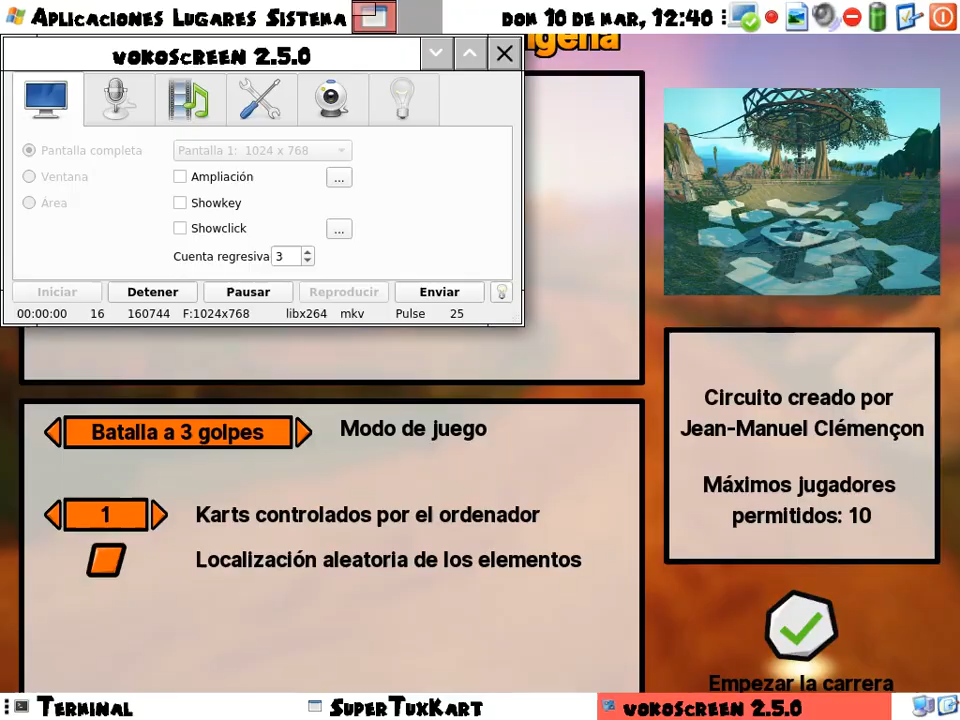 Aplicaciones Lugares Sistema
dom 10 de mar, 12:40
vokoscreen 2.5.0
Pantalla completa
Pantalla 1: 1024 x 768
Ventana
Ampliación
...
Área
Showkey
Showclick
...
Cuenta regresiva 3
Iniciar Detener Pausar Reproducir Enviar
00:00:00 16 160744 F:1024x768 libx264 mkv Pulse 25
Batalla a 3 golpes
Modo de juego
1
Karts controlados por el ordenador
Localización aleatoria de los elementos
Circuito creado por
Jean-Manuel Clémençon
Máximos jugadores
permitidos: 10
Empezar la carrera
Terminal
SuperTuxKart
vokoscreen 2.5.0